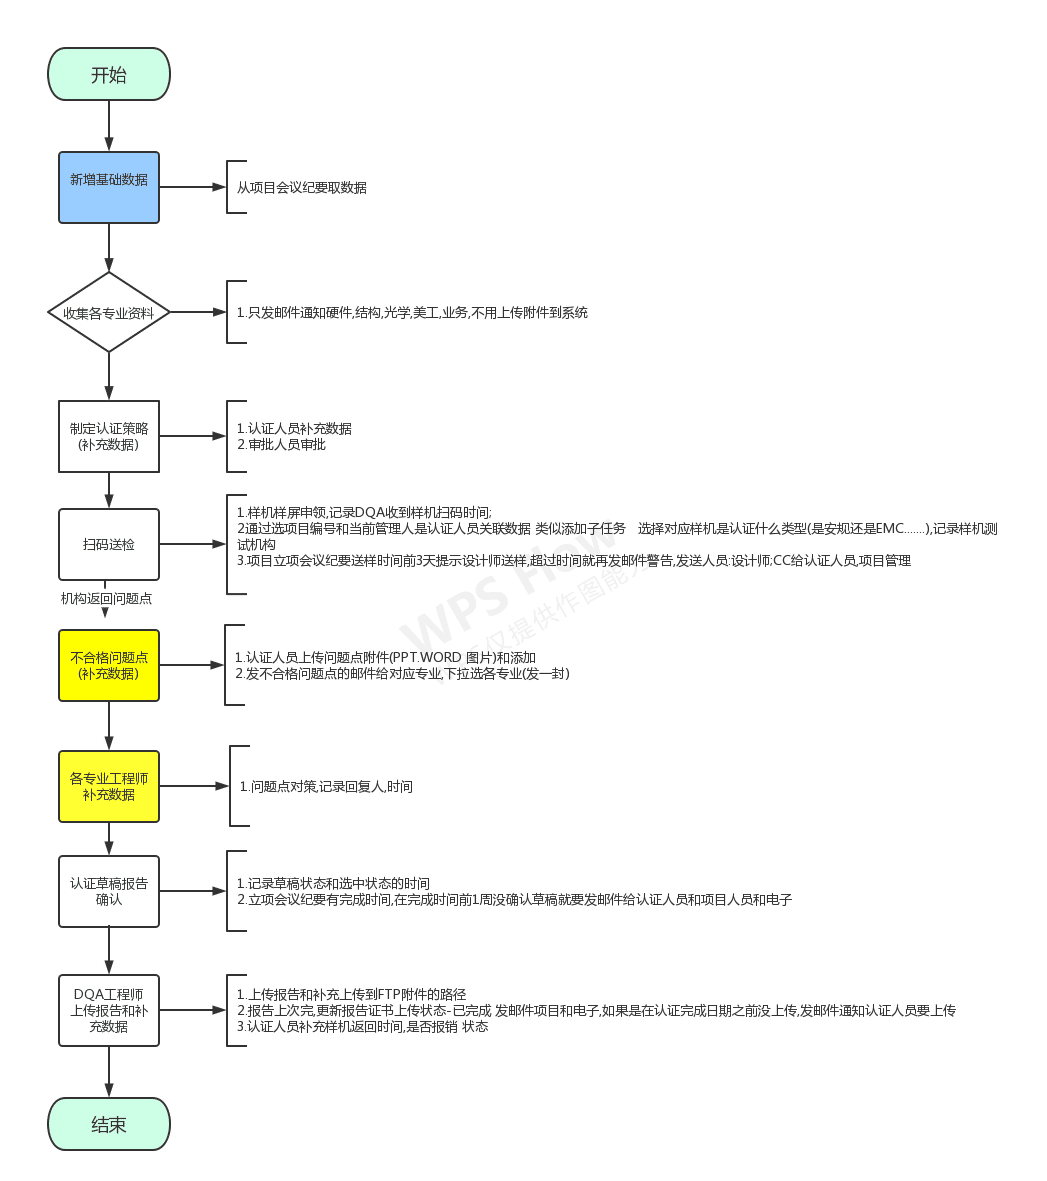 开始
新增基础数据
从项目会议纪要取数据
收集各专业资料
1.只发邮件通知硬件,结构,光学,美工,业务,不用上传附件到系统
制定认证策略
(补充数据)
1.认证人员补充数据
2.审批人员审批
扫码送检
1.样机样屏申领,记录DQA收到样机扫码时间;
2通过选项目编号和当前管理人是认证人员关联数据 类似添加子任务   选择对应样机是认证什么类型(是安规还是EMC.......),记录样机测
试机构
3.项目立项会议纪要送样时间前3天提示设计师送样,超过时间就再发邮件警告,发送人员:设计师;CC给认证人员,项目管理
机构返回问题点
不合格问题点
(补充数据)
1.认证人员上传问题点附件(PPT.WORD 图片)和添加
2.发不合格问题点的邮件给对应专业,下拉选各专业(发一封)
各专业工程师
补充数据
1.问题点对策,记录回复人,时间
认证草稿报告
确认
1.记录草稿状态和选中状态的时间
2.立项会议纪要有完成时间,在完成时间前1周没确认草稿就要发邮件给认证人员和项目人员和电子
DQA工程师
上传报告和补
充数据
1.上传报告和补充上传到FTP附件的路径
2.报告上次完,更新报告证书上传状态-已完成 发邮件项目和电子,如果是在认证完成日期之前没上传,发邮件通知认证人员要上传
3.认证人员补充样机返回时间,是否报销 状态
结束
WPS Flow
仅提供作图能